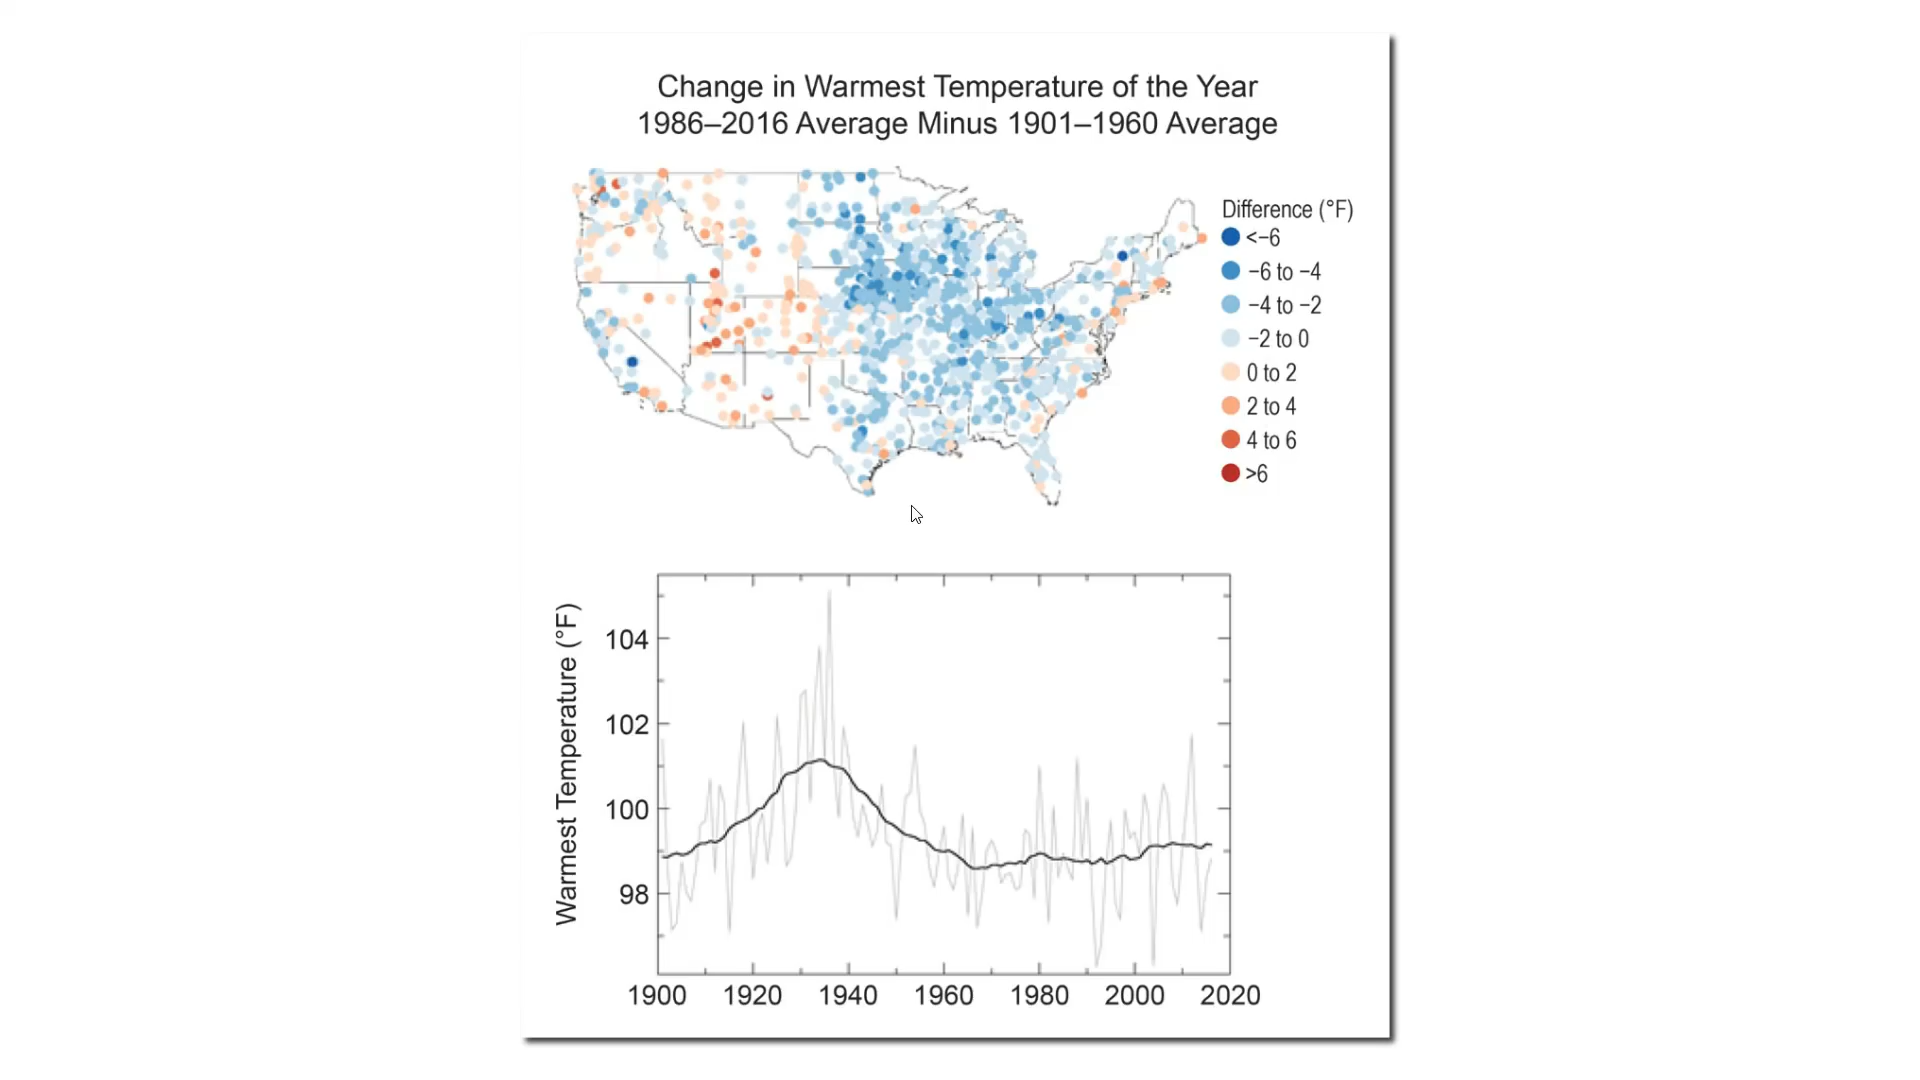 Change in Warmest Temperature of the Year
1986–2016 Average Minus 1901–1960 Average
Difference (°F)
<−6
−6 to −4
−4 to −2
−2 to 0
0 to 2
2 to 4
4 to 6
>6
Warmest Temperature (°F)
104
102
100
98
1900 1920 1940 1960 1980 2000 2020